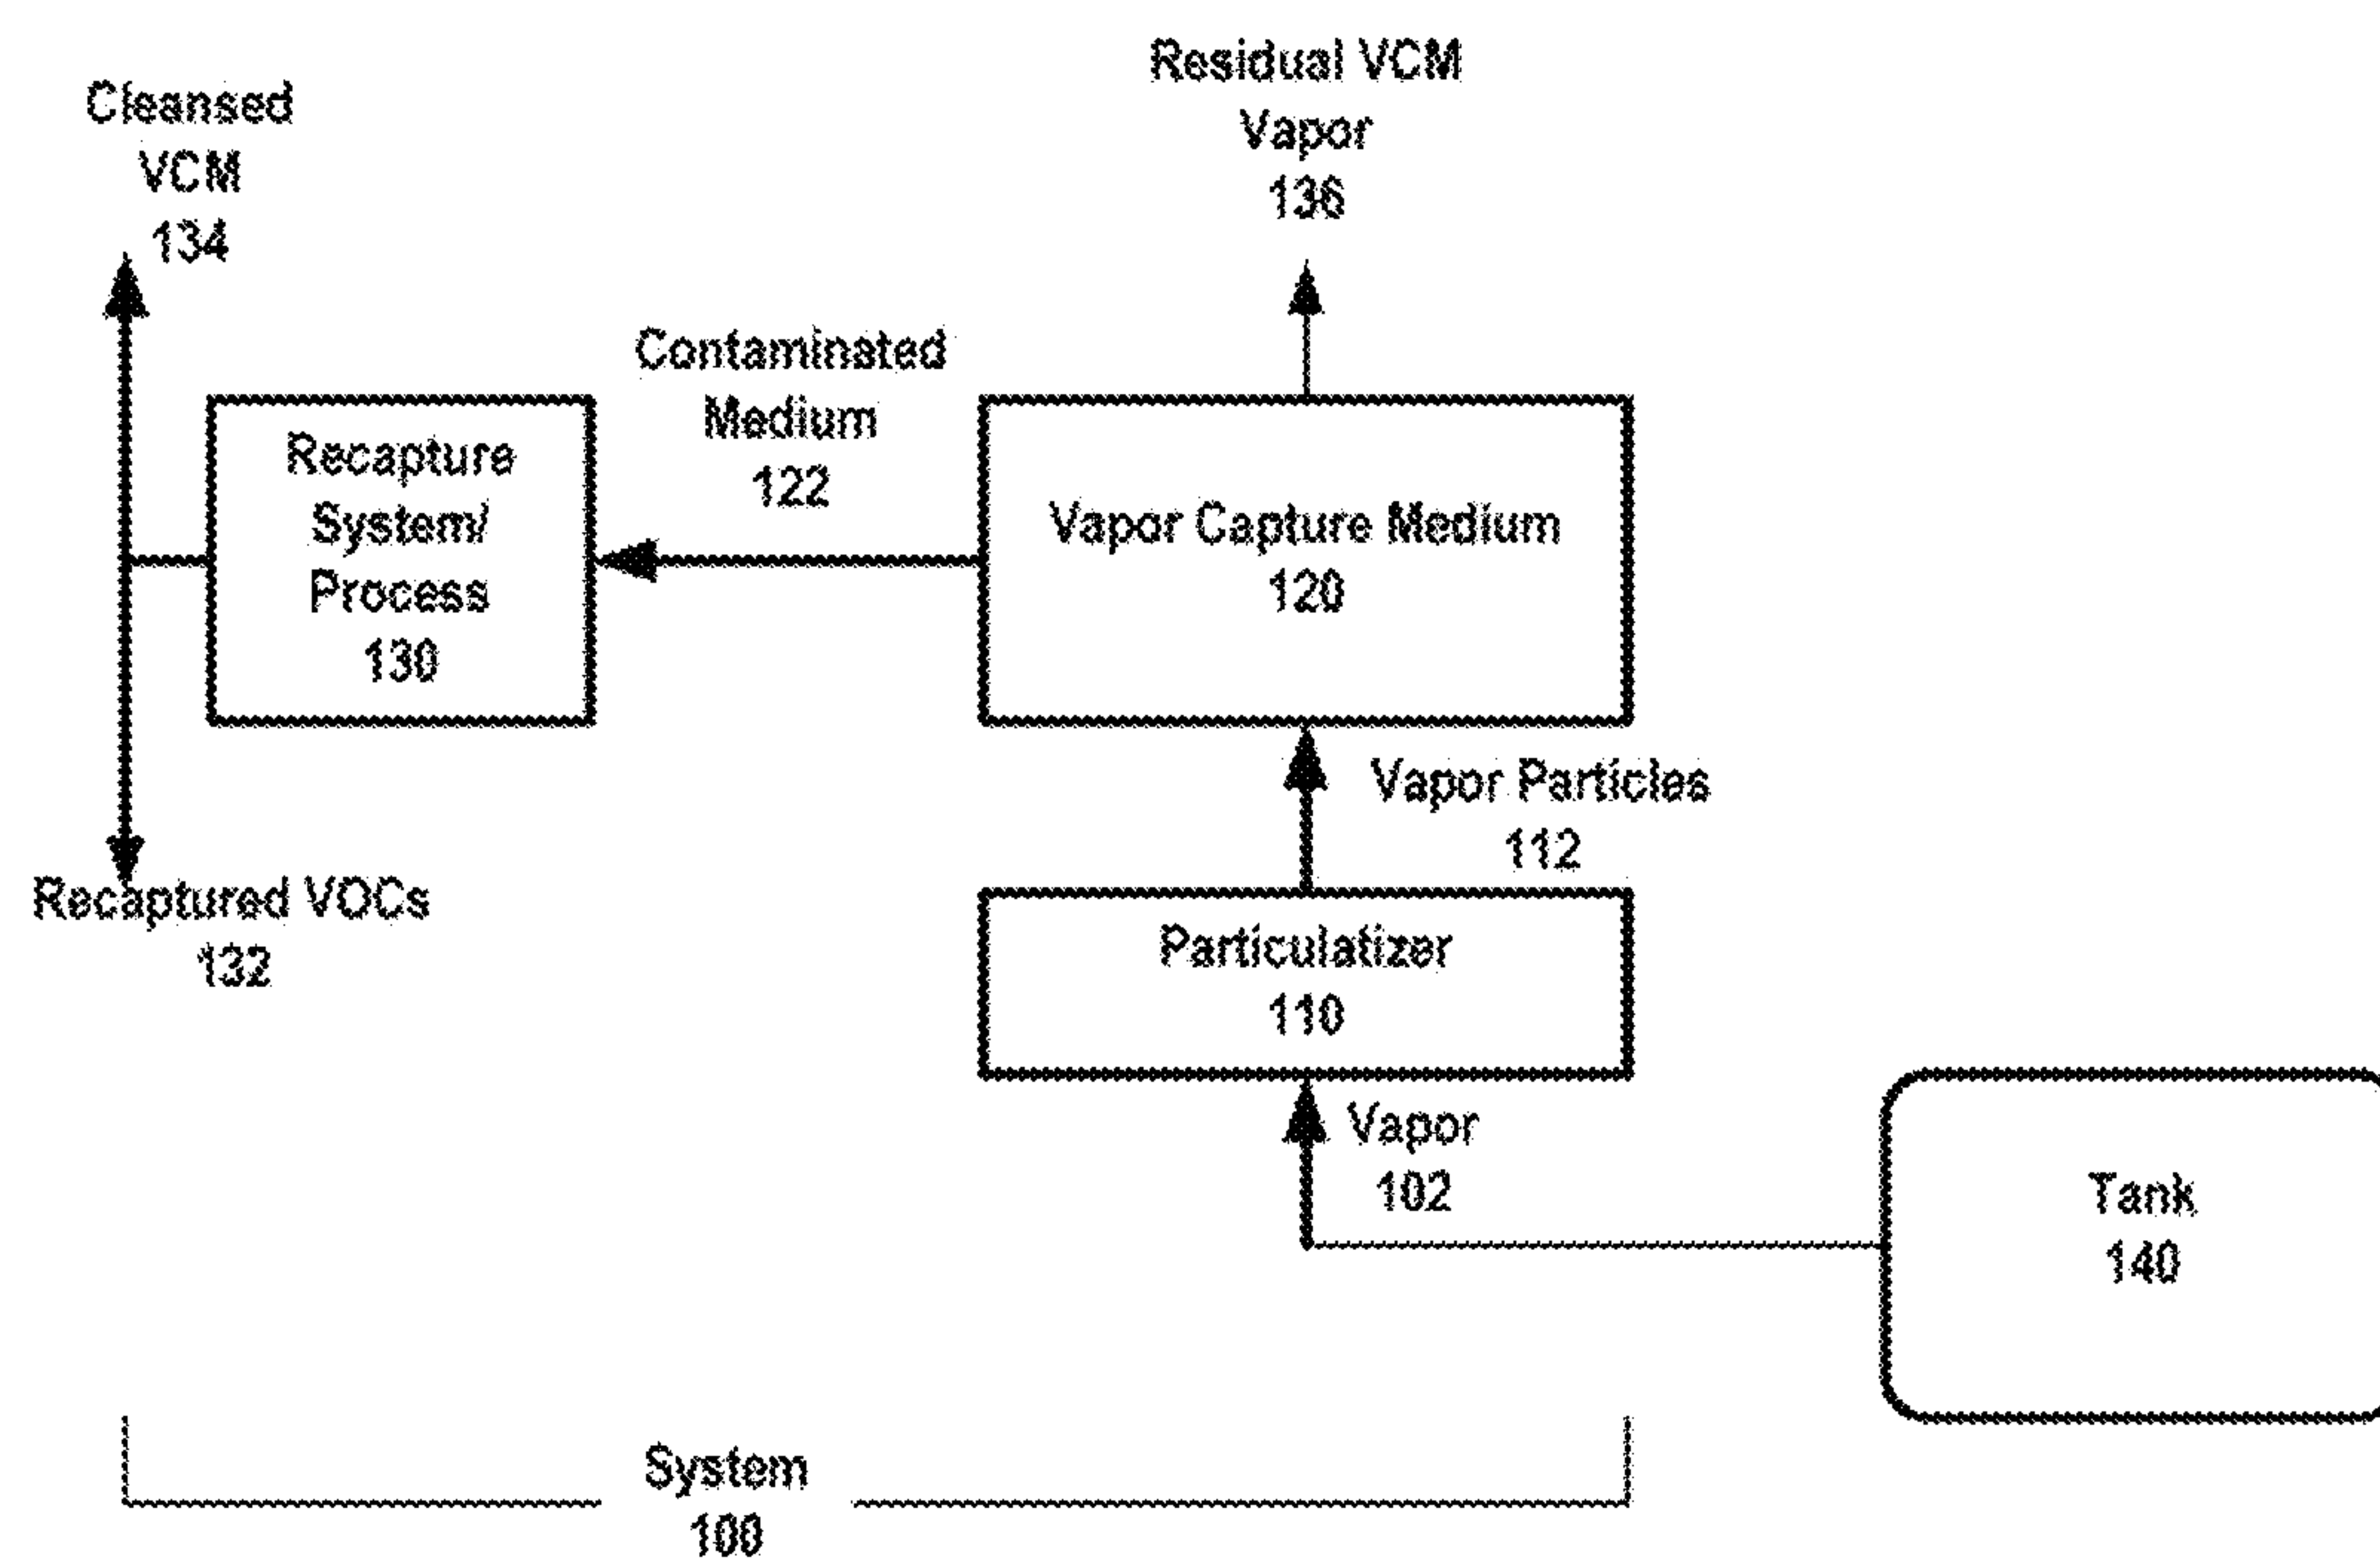 Residual VCM
Vapor
136
Cleansed
VCM
134
Contaminated
Medium
122
Recapture
System/
Process
130
Vapor Capture Medium
120
Vapor Particles
112
Recaptured VOCs
132
Particulatizer
110
Vapor
102
Tank
140
System
100